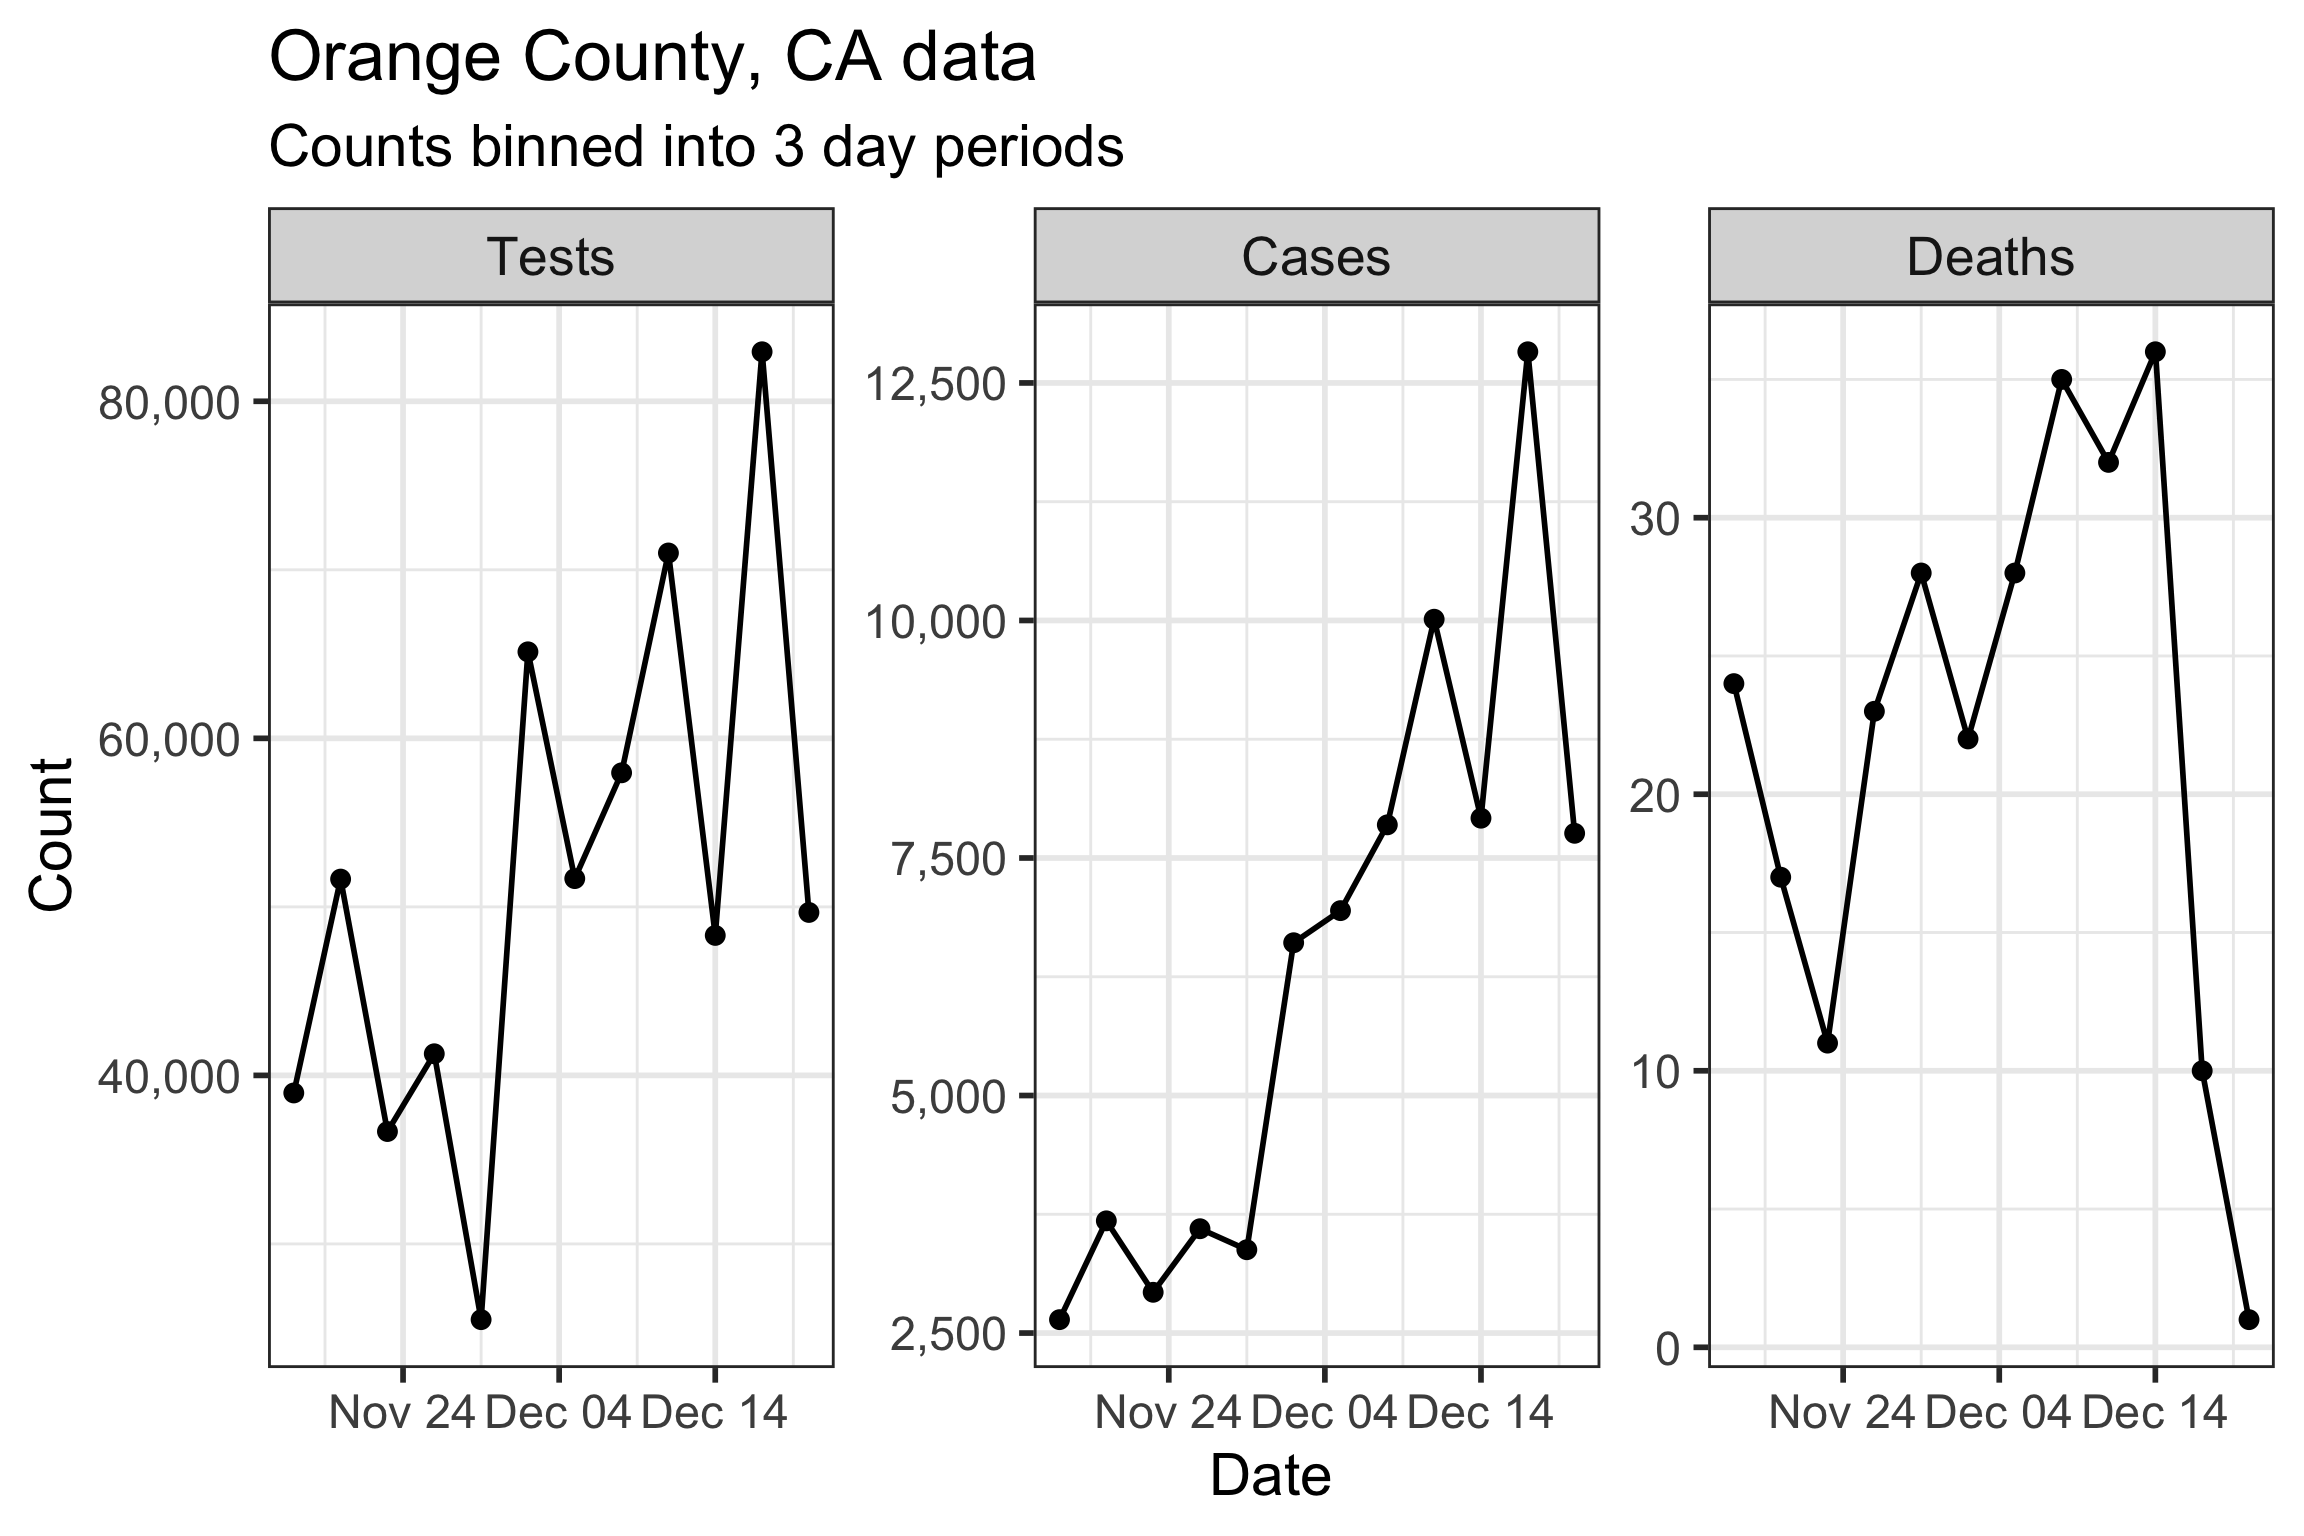 Orange County, CA data
Counts binned into 3 day periods
Tests
Cases
Deaths
Count
80,000
60,000
40,000
12,500
10,000
7,500
5,000
2,500
30
20
10
0
Nov 24 Dec 04 Dec 14
Nov 24 Dec 04 Dec 14
Nov 24 Dec 04 Dec 14
Date